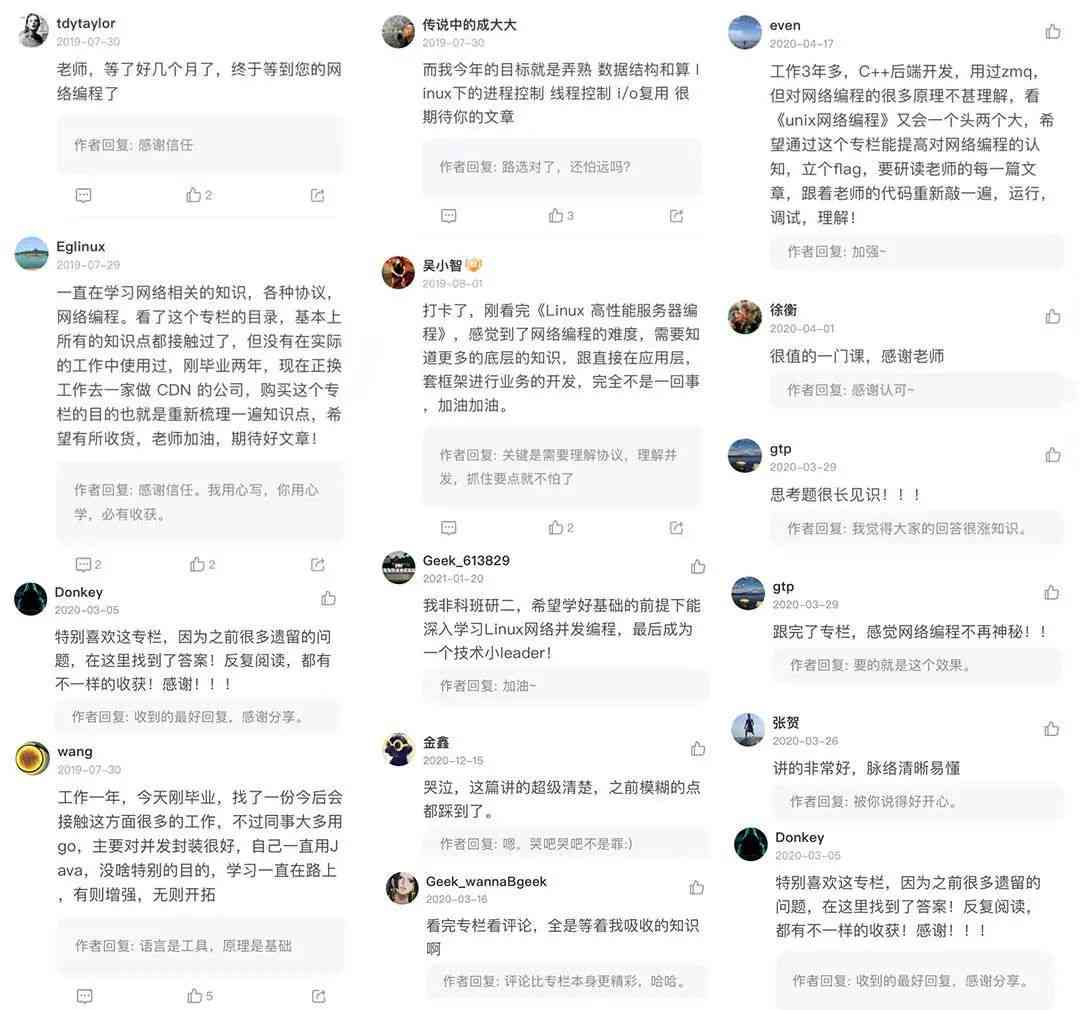 tdytaylor
2019-07-30
老师，等了好几个月了，终于等到您的网
络编程了
作者回复: 感谢信任
2
Eglinux
2019-07-29
一直在学习网络相关的知识，各种协议，
网络编程。看了这个专栏的目录，基本上
所有的知识点都接触过了，但没有在实际
的工作中使用过，刚毕业两年，现在正换
工作去一家做 CDN 的公司，购买这个专
栏的目的也就是重新梳理一遍知识点，希
望有所收货，老师加油，期待好文章！
作者回复: 感谢信任。我用心写，你用心
学，必有收获。
2 2
Donkey
2020-03-05
特别喜欢这专栏，因为之前很多遗留的问
题，在这里找到了答案！反复阅读，都有
不一样的收获！感谢！！！
作者回复: 收到的最好回复，感谢分享。
wang
2019-07-30
工作一年，今天刚毕业，找了一份今后会
接触这方面很多的工作，不过同事大多用
go，主要对并发封装很好，自己一直用J
ava，没啥特别的目的，学习一直在路上
，有则增强，无则开拓
作者回复: 语言是工具，原理是基础
5
传说中的成大大
2019-07-30
而我今年的目标就是弄熟 数据结构和算 l
inux下的进程控制 线程控制 i/o复用 很
期待你的文章
作者回复: 路选对了，还怕远吗?
3
吴小智
2019-08-01
打卡了，刚看完《Linux 高性能服务器编
程》，感觉到了网络编程的难度，需要知
道更多的底层的知识，跟直接在应用层，
套框架进行业务的开发，完全不是一回事
，加油加油。
作者回复: 关键是需要理解协议，理解并
发，抓住要点就不怕了
2
Geek_613829
2021-01-20
我非科班研二，希望学好基础的前提下能
深入学习Linux网络并发编程，最后成为
一个技术小leader！
作者回复: 加油~
金鑫
2020-12-15
哭泣，这篇讲的超级清楚，之前模糊的点
都踩到了。
作者回复: 嗯，哭吧哭吧不是罪:)
Geek_wannaBgeek
2020-03-16
看完专栏看评论，全是等着我吸收的知识
啊
作者回复: 评论比专栏本身更精彩，哈哈。
even
2020-04-17
工作3年多，C++后端开发，用过zmq，
但对网络编程的很多原理不甚理解，看
《unix网络编程》又会一个头两个大，希
望通过这个专栏能提高对网络编程的认
知，立个flag，要研读老师的每一篇文
章，跟着老师的代码重新敲一遍，运行，
调试，理解！
作者回复: 加强~
徐衡
2020-04-01
很值的一门课，感谢老师
作者回复: 感谢认可~
gtp
2020-03-29
思考题很长见识！！！
作者回复: 我觉得大家的回答很涨知识。
gtp
2020-03-29
跟完了专栏，感觉网络编程不再神秘！！
作者回复: 要的就是这个效果。
张贺
2020-03-26
讲的非常好，脉络清晰易懂
作者回复: 被你说得好开心。
Donkey
2020-03-05
特别喜欢这专栏，因为之前很多遗留的
问题，在这里找到了答案！反复阅读，
都有不一样的收获！感谢！！！
作者回复: 收到的最好回复，感谢分享。